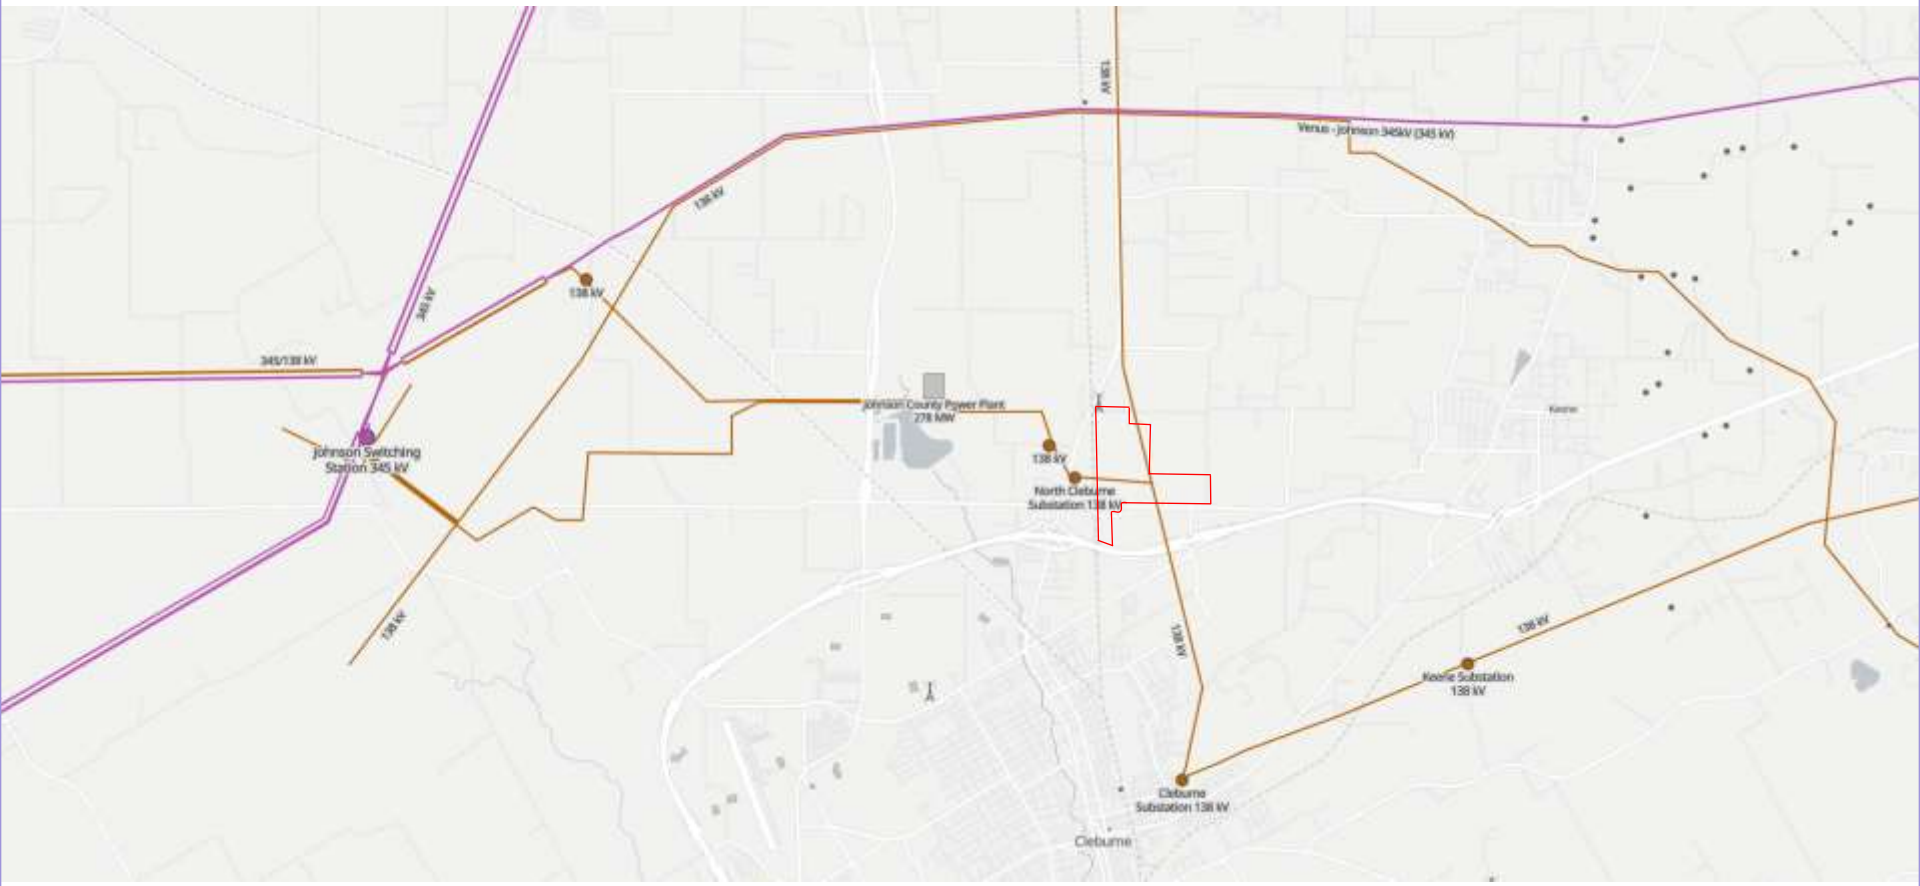 138 kV
Venus - Johnson 345kV (345 kV)
138 kV
138 kV
345 kV
345/138 kV
Johnson County Power Plant
278 MW
Keene
Johnson Switching
Station 345 kV
138 kV
North Cleburne
Substation 138 kV
138 kV
138 kV
138 kV
Keene Substation
138 kV
Cleburne
Substation 138 kV
Cleburne